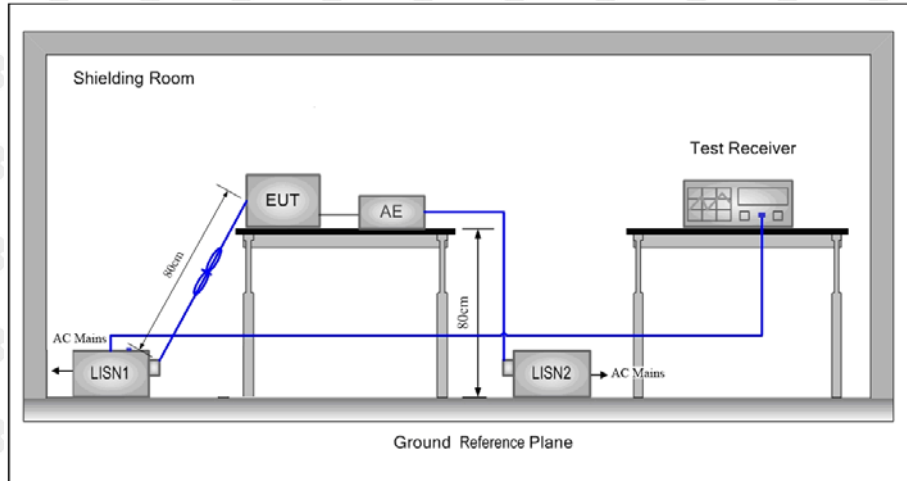 Shielding Room
Test Receiver
EUT
AE
80cm
80cm
AC Mains
LISN1
LISN2
AC Mains
Ground Reference Plane